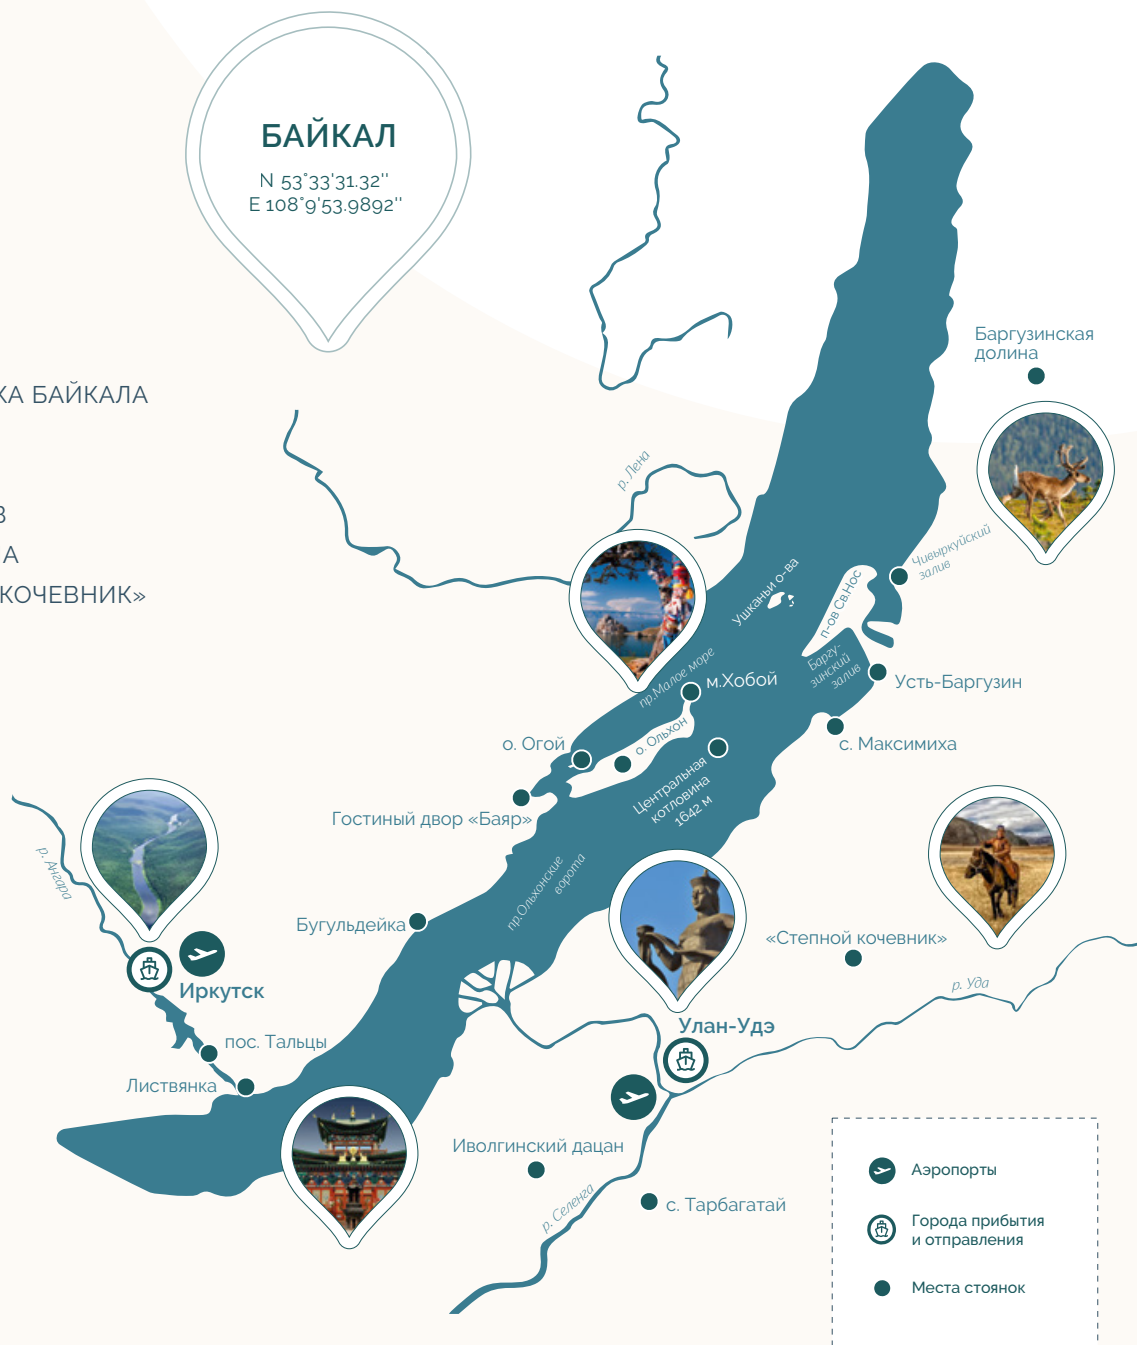 БАЙКАЛ
N 53°33'31.32''
E 108°9'53.9892''
КА БАЙКАЛА
В
А
КОЧЕВНИК»
Баргузинская
долина
р. Лена
Чивыркуйский
залив
Ушканьи о-ва
п-ов Св.Нос
Баргу-
зинский
залив
пр.Малое море
м.Хобой
Усть-Баргузин
о. Огой
о. Ольхон
с. Максимиха
Центральная
котловина
1642 м
Гостиный двор «Баяр»
р. Ангара
пр.Ольхонские
ворота
Бугульдейка
«Степной кочевник»
Иркутск
р. Уда
Улан-Удэ
пос. Тальцы
Листвянка
Иволгинский дацан
р. Селенга
с. Тарбагатай
Аэропорты
Города прибытия
и отправления
Места стоянок